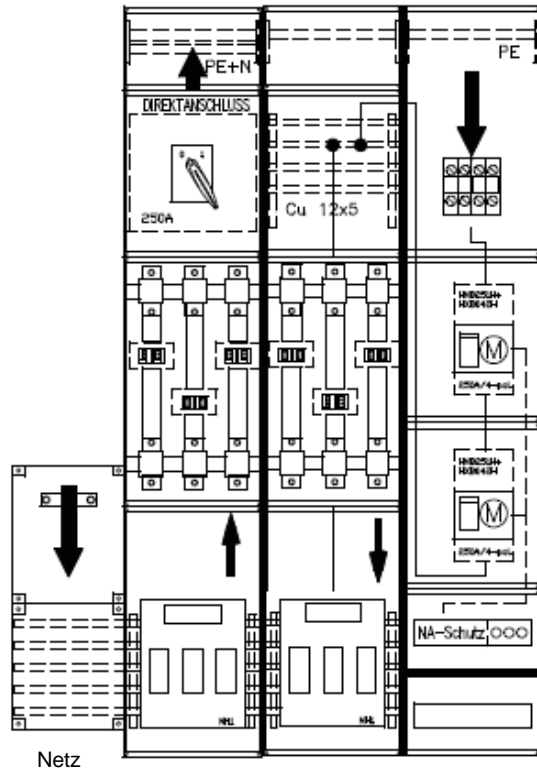 PE+N
PE
DIREKTANSCHLUSS
250A
Cu 12x5
250A/4-pol.
250A/4-pol.
NA-Schutz
NH1
NH1
Netz
M
M